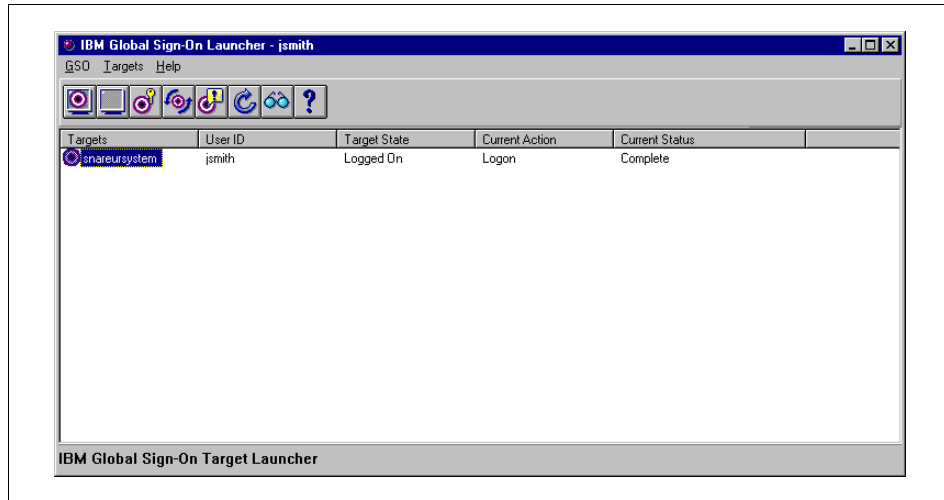 IBM Global Sign-On Launcher - jsmith
GSO Targets Help
?
Targets User ID Target State Current Action Current Status
snareursystem jsmith Logged On Logon Complete
IBM Global Sign-On Target Launcher